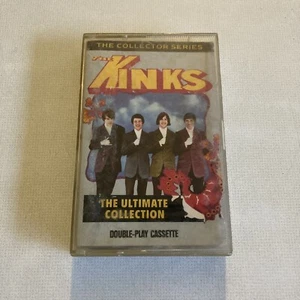 THE COLLECTOR SERIES
THE
KINKS
THE ULTIMATE
COLLECTION
DOUBLE-PLAY CASSETTE